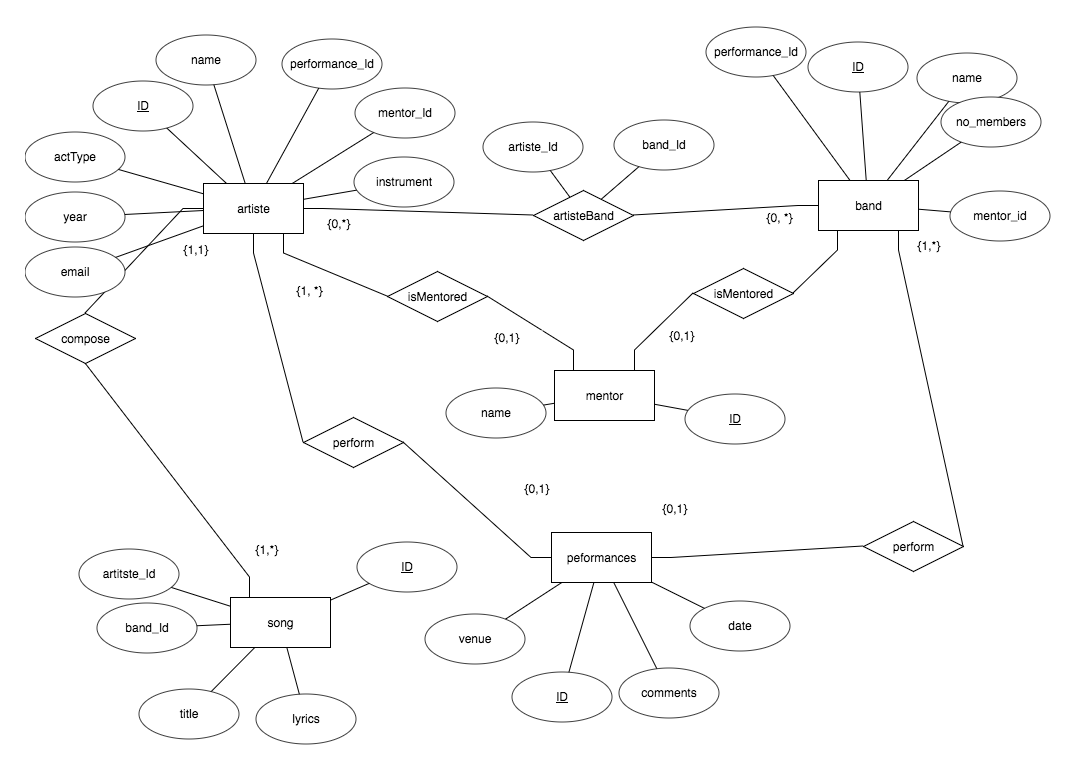 performance_Id
name
performance_Id
ID
name
ID
mentor_Id
no_members
artiste_Id
band_Id
actType
instrument
artiste
band
year
artisteBand
mentor_id
{0,*}
{0, *}
{1,1}
{1,*}
email
{1, *}
isMentored
isMentored
compose
{0,1}
{0,1}
mentor
name
ID
perform
{0,1}
{0,1}
perform
{1,*}
peformances
ID
artitste_Id
song
band_Id
date
venue
ID
comments
title
lyrics